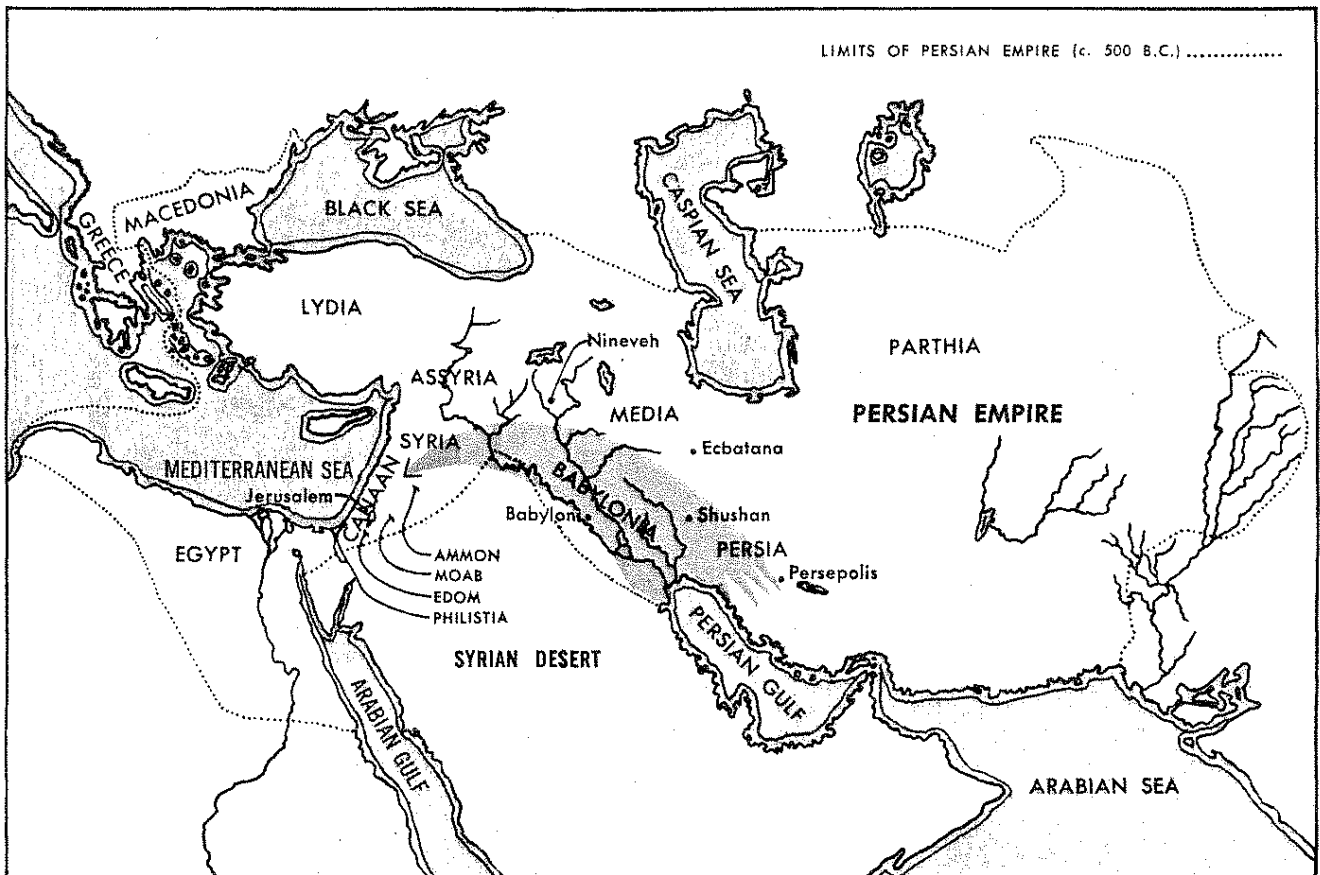 LIMITS OF PERSIAN EMPIRE (c. 500 B.C.) ..............
MACEDONIA
BLACK SEA
GREECE
CASPIAN SEA
LYDIA
Nineveh
PARTHIA
ASSYRIA
MEDIA
PERSIAN EMPIRE
SYRIA
Ecbatana
MEDITERRANEAN SEA
BABYLONIA
Jerusalem
CANAAN
Babylon
Shushan
EGYPT
PERSIA
AMMON
MOAB
Persepolis
EDOM
PHILISTIA
SYRIAN DESERT
PERSIAN GULF
ARABIAN GULF
ARABIAN SEA